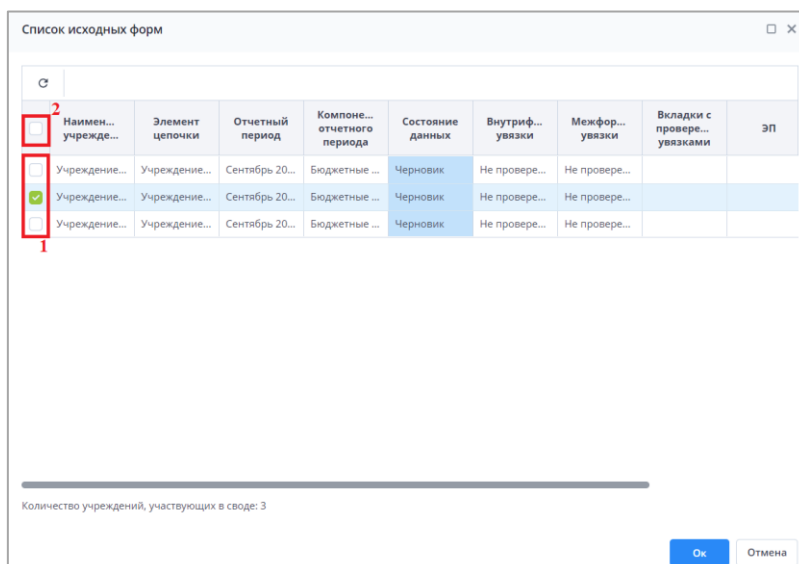 Список исходных форм
2
Наимен... учрежде...
Элемент цепочки
Отчетный период
Компоне... отчетного периода
Состояние данных
Внутриф... увязки
Межфор... увязки
Вкладки с провере... увязками
ЭП
Учреждение... Учреждение... Сентябрь 20... Бюджетные ... Черновик Не провере... Не провере...
Учреждение... Учреждение... Сентябрь 20... Бюджетные ... Черновик Не провере... Не провере...
Учреждение... Учреждение... Сентябрь 20... Бюджетные ... Черновик Не провере... Не провере...
1
Количество учреждений, участвующих в своде: 3
Ок Отмена